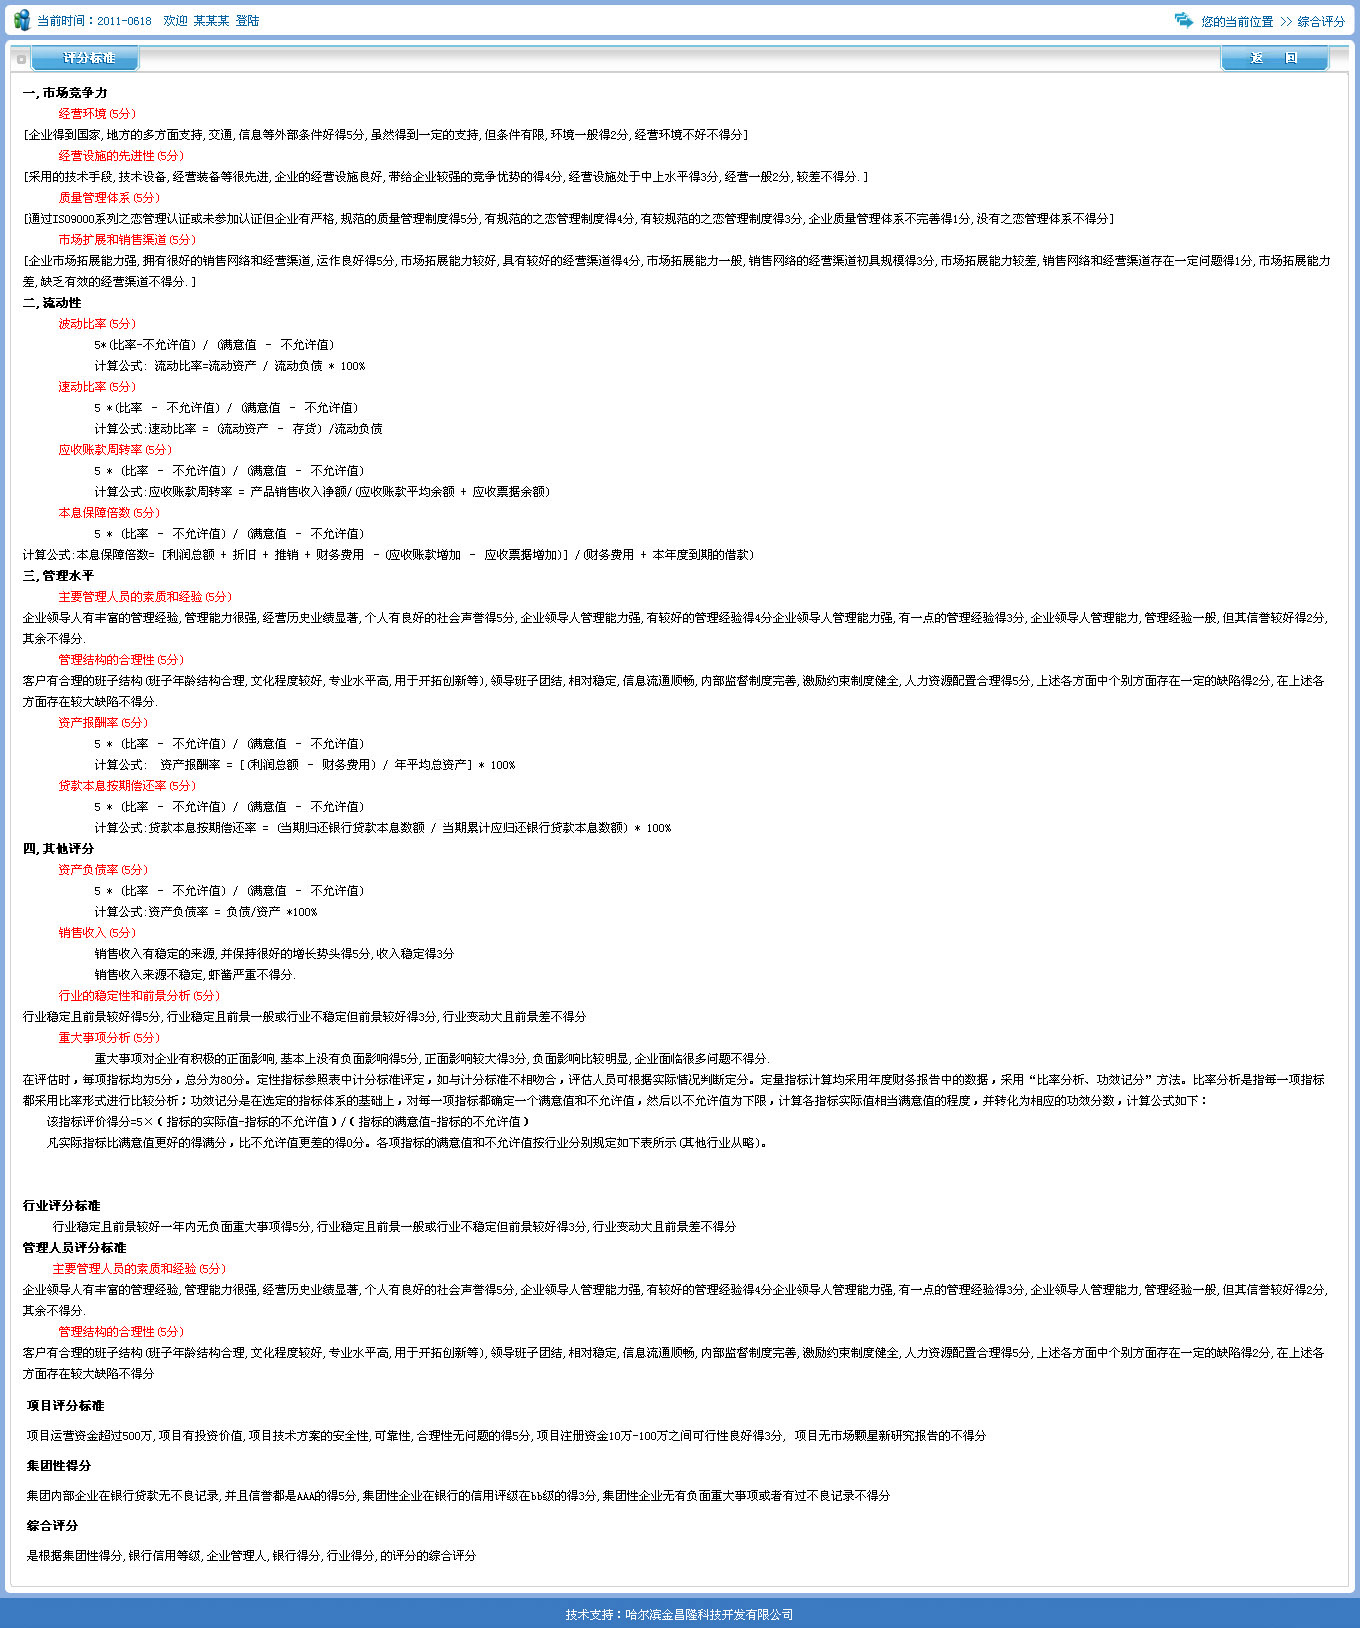 当前时间：2011-0618 欢迎 某某某 登陆
您的当前位置 >> 综合评分
评分标准
返 回
一,市场竞争力
经营环境(5分)
[企业得到国家,地方的多方面支持,交通,信息等外部条件好得5分,虽然得到一定的支持,但条件有限,环境一般得2分,经营环境不好不得分]
经营设施的先进性(5分)
[采用的技术手段,技术设备,经营装备等很先进,企业的经营设施良好,带给企业较强的竞争优势的得4分,经营设施处于中上水平得3分,经营一般2分,较差不得分.]
质量管理体系(5分)
[通过ISO9000系列之恋管理认证或未参加认证但企业有严格,规范的质量管理制度得5分,有规范的之恋管理制度得4分,有较规范的之恋管理制度得3分,企业质量管理体系不完善得1分,没有之恋管理体系不得分]
市场扩展和销售渠道(5分)
[企业市场拓展能力强,拥有很好的销售网络和经营渠道,运作良好得5分,市场拓展能力较好,具有较好的经营渠道得4分,市场拓展能力一般,销售网络的经营渠道初具规模得3分,市场拓展能力较差,销售网络和经营渠道存在一定问题得1分,市场拓展能力
差,缺乏有效的经营渠道不得分.]
二,流动性
波动比率(5分)
5*(比率-不允许值) / (满意值 - 不允许值)
计算公式: 流动比率=流动资产 / 流动负债 * 100%
速动比率(5分)
5 *(比率 - 不允许值) / (满意值 - 不允许值)
计算公式:速动比率 = (流动资产 - 存货) /流动负债
应收账款周转率(5分)
5 * (比率 - 不允许值) / (满意值 - 不允许值)
计算公式:应收账款周转率 = 产品销售收入诤额/(应收账款平均余额 + 应收票据余额)
本息保障倍数(5分)
5 * (比率 - 不允许值) / (满意值 - 不允许值)
计算公式:本息保障倍数= [利润总额 + 折旧 + 推销 + 财务费用 -(应收账款增加 - 应收票据增加)] /(财务费用 + 本年度到期的借款)
三,管理水平
主要管理人员的素质和经验(5分)
企业领导人有丰富的管理经验,管理能力很强,经营历史业绩显著,个人有良好的社会声誉得5分,企业领导人管理能力强,有较好的管理经验得4分企业领导人管理能力强,有一点的管理经验得3分,企业领导人管理能力,管理经验一般,但其信誉较好得2分,
其余不得分.
管理结构的合理性(5分)
客户有合理的班子结构(班子年龄结构合理,文化程度较好,专业水平高,用于开拓创新等),领导班子团结,相对稳定,信息流通顺畅,内部监督制度完善,激励约束制度健全,人力资源配置合理得5分,上述各方面中个别方面存在一定的缺陷得2分,在上述各
方面存在较大缺陷不得分.
资产报酬率(5分)
5 * (比率 - 不允许值) / (满意值 - 不允许值)
计算公式: 资产报酬率 = [(利润总额 - 财务费用) / 年平均总资产] * 100%
贷款本息按期偿还率(5分)
5 * (比率 - 不允许值) / (满意值 - 不允许值)
计算公式:贷款本息按期偿还率 = (当期归还银行贷款本息数额 / 当期累计应归还银行贷款本息数额) * 100%
四,其他评分
资产负债率(5分)
5 * (比率 - 不允许值) / (满意值 - 不允许值)
计算公式:资产负债率 = 负债/资产 *100%
销售收入(5分)
销售收入有稳定的来源,并保持很好的增长势头得5分,收入稳定得3分
销售收入来源不稳定,虾酱严重不得分.
行业的稳定性和前景分析(5分)
行业稳定且前景较好得5分,行业稳定且前景一般或行业不稳定但前景较好得3分,行业变动大且前景差不得分
重大事项分析(5分)
重大事项对企业有积极的正面影响,基本上没有负面影响得5分,正面影响较大得3分,负面影响比较明显,企业面临很多问题不得分.
在评估时，每项指标均为5分，总分为80分。定性指标参照表中计分标准评定，如与计分标准不相吻合，评估人员可根据实际情况判断定分。定量指标计算均采用年度财务报告中的数据，采用“比率分析、功效记分”方法。比率分析是指每一项指标
都采用比率形式进行比较分析；功效记分是在选定的指标体系的基础上，对每一项指标都确定一个满意值和不允许值，然后以不允许值为下限，计算各指标实际值相当满意值的程度，并转化为相应的功效分数，计算公式如下：
该指标评价得分=5×（指标的实际值-指标的不允许值）/（指标的满意值-指标的不允许值）
凡实际指标比满意值更好的得满分，比不允许值更差的得0分。各项指标的满意值和不允许值按行业分别规定如下表所示(其他行业从略)。
行业评分标准
行业稳定且前景较好一年内无负面重大事项得5分,行业稳定且前景一般或行业不稳定但前景较好得3分,行业变动大且前景差不得分
管理人员评分标准
主要管理人员的素质和经验(5分)
企业领导人有丰富的管理经验,管理能力很强,经营历史业绩显著,个人有良好的社会声誉得5分,企业领导人管理能力强,有较好的管理经验得4分企业领导人管理能力强,有一点的管理经验得3分,企业领导人管理能力,管理经验一般,但其信誉较好得2分,
其余不得分.
管理结构的合理性(5分)
客户有合理的班子结构(班子年龄结构合理,文化程度较好,专业水平高,用于开拓创新等),领导班子团结,相对稳定,信息流通顺畅,内部监督制度完善,激励约束制度健全,人力资源配置合理得5分,上述各方面中个别方面存在一定的缺陷得2分,在上述各
方面存在较大缺陷不得分
项目评分标准
项目运营资金超过500万,项目有投资价值,项目技术方案的安全性,可靠性,合理性无问题的得5分,项目注册资金10万-100万之间可行性良好得3分, 项目无市场颗星新研究报告的不得分
集团性得分
集团内部企业在银行贷款无不良记录,并且信誉都是AAA的得5分,集团性企业在银行的信用评级在bb级的得3分,集团性企业无有负面重大事项或者有过不良记录不得分
综合评分
是根据集团性得分,银行信用等级,企业管理人,银行得分,行业得分,的评分的综合评分
技术支持：哈尔滨金昌隆科技开发有限公司